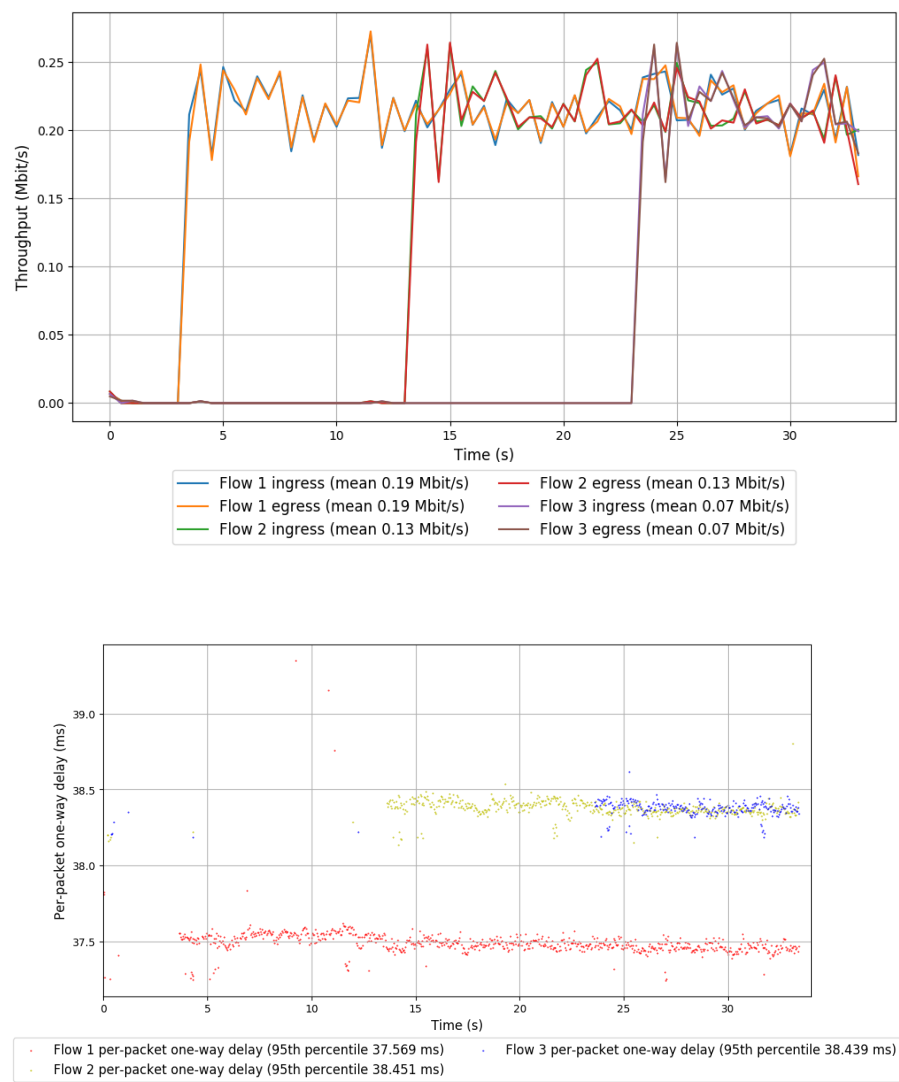 0.25
0.20
0.15
0.10
0.05
0.00
Throughput (Mbit/s)
0 5 10 15 20 25 30
Time (s)
Flow 1 ingress (mean 0.19 Mbit/s)
Flow 1 egress (mean 0.19 Mbit/s)
Flow 2 ingress (mean 0.13 Mbit/s)
Flow 2 egress (mean 0.13 Mbit/s)
Flow 3 ingress (mean 0.07 Mbit/s)
Flow 3 egress (mean 0.07 Mbit/s)
39.0
38.5
38.0
37.5
Per-packet one-way delay (ms)
0 5 10 15 20 25 30
Time (s)
Flow 1 per-packet one-way delay (95th percentile 37.569 ms)
Flow 2 per-packet one-way delay (95th percentile 38.451 ms)
Flow 3 per-packet one-way delay (95th percentile 38.439 ms)